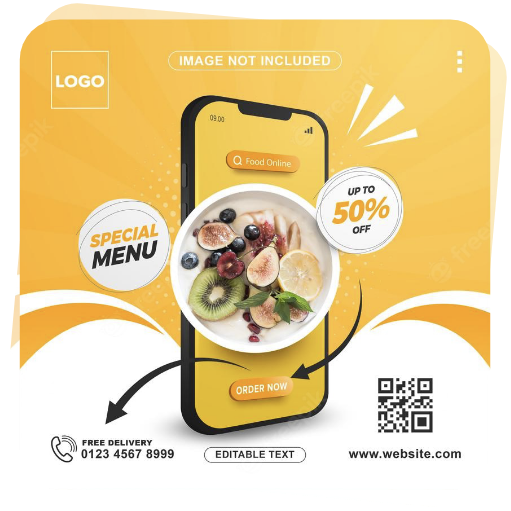 IMAGE NOT INCLUDED
LOGO
09.00
Food Online
UP TO
50%
OFF
SPECIAL
MENU
ORDER NOW
FREE DELIVERY
0123 4567 8999
EDITABLE TEXT
www.website.com